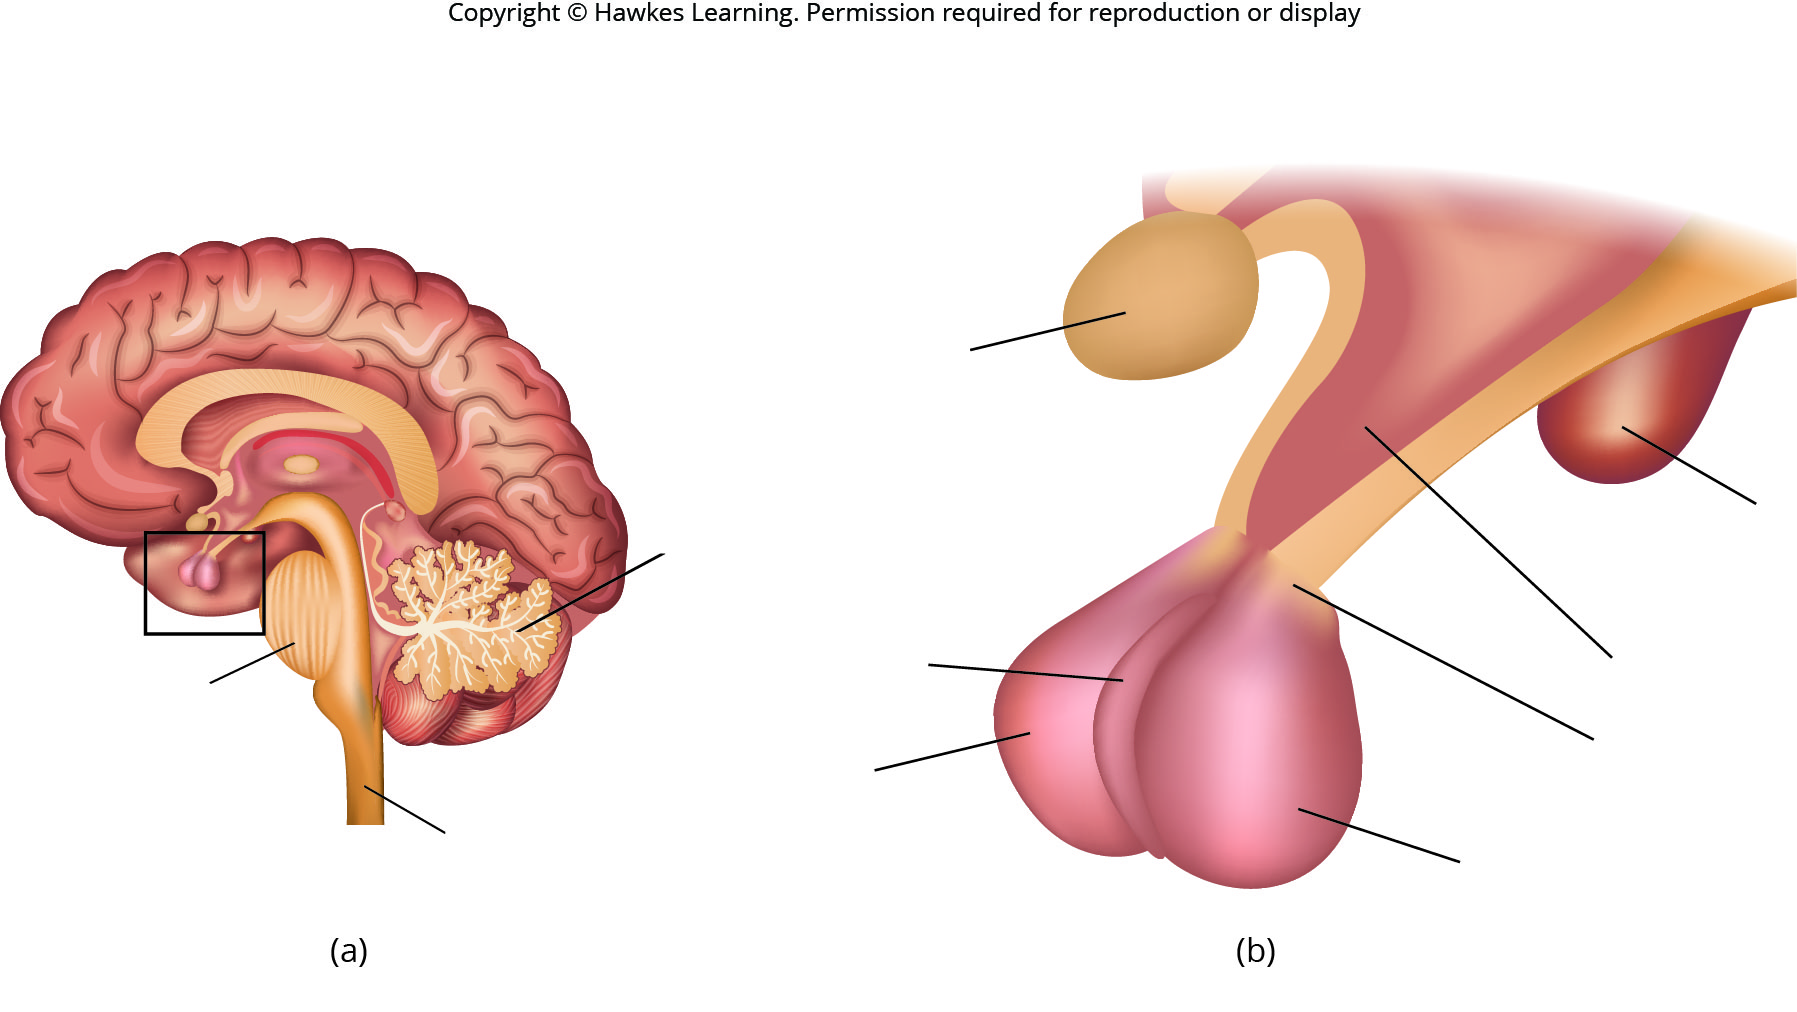 Copyright © Hawkes Learning. Permission required for reproduction or display
(a)
(b)